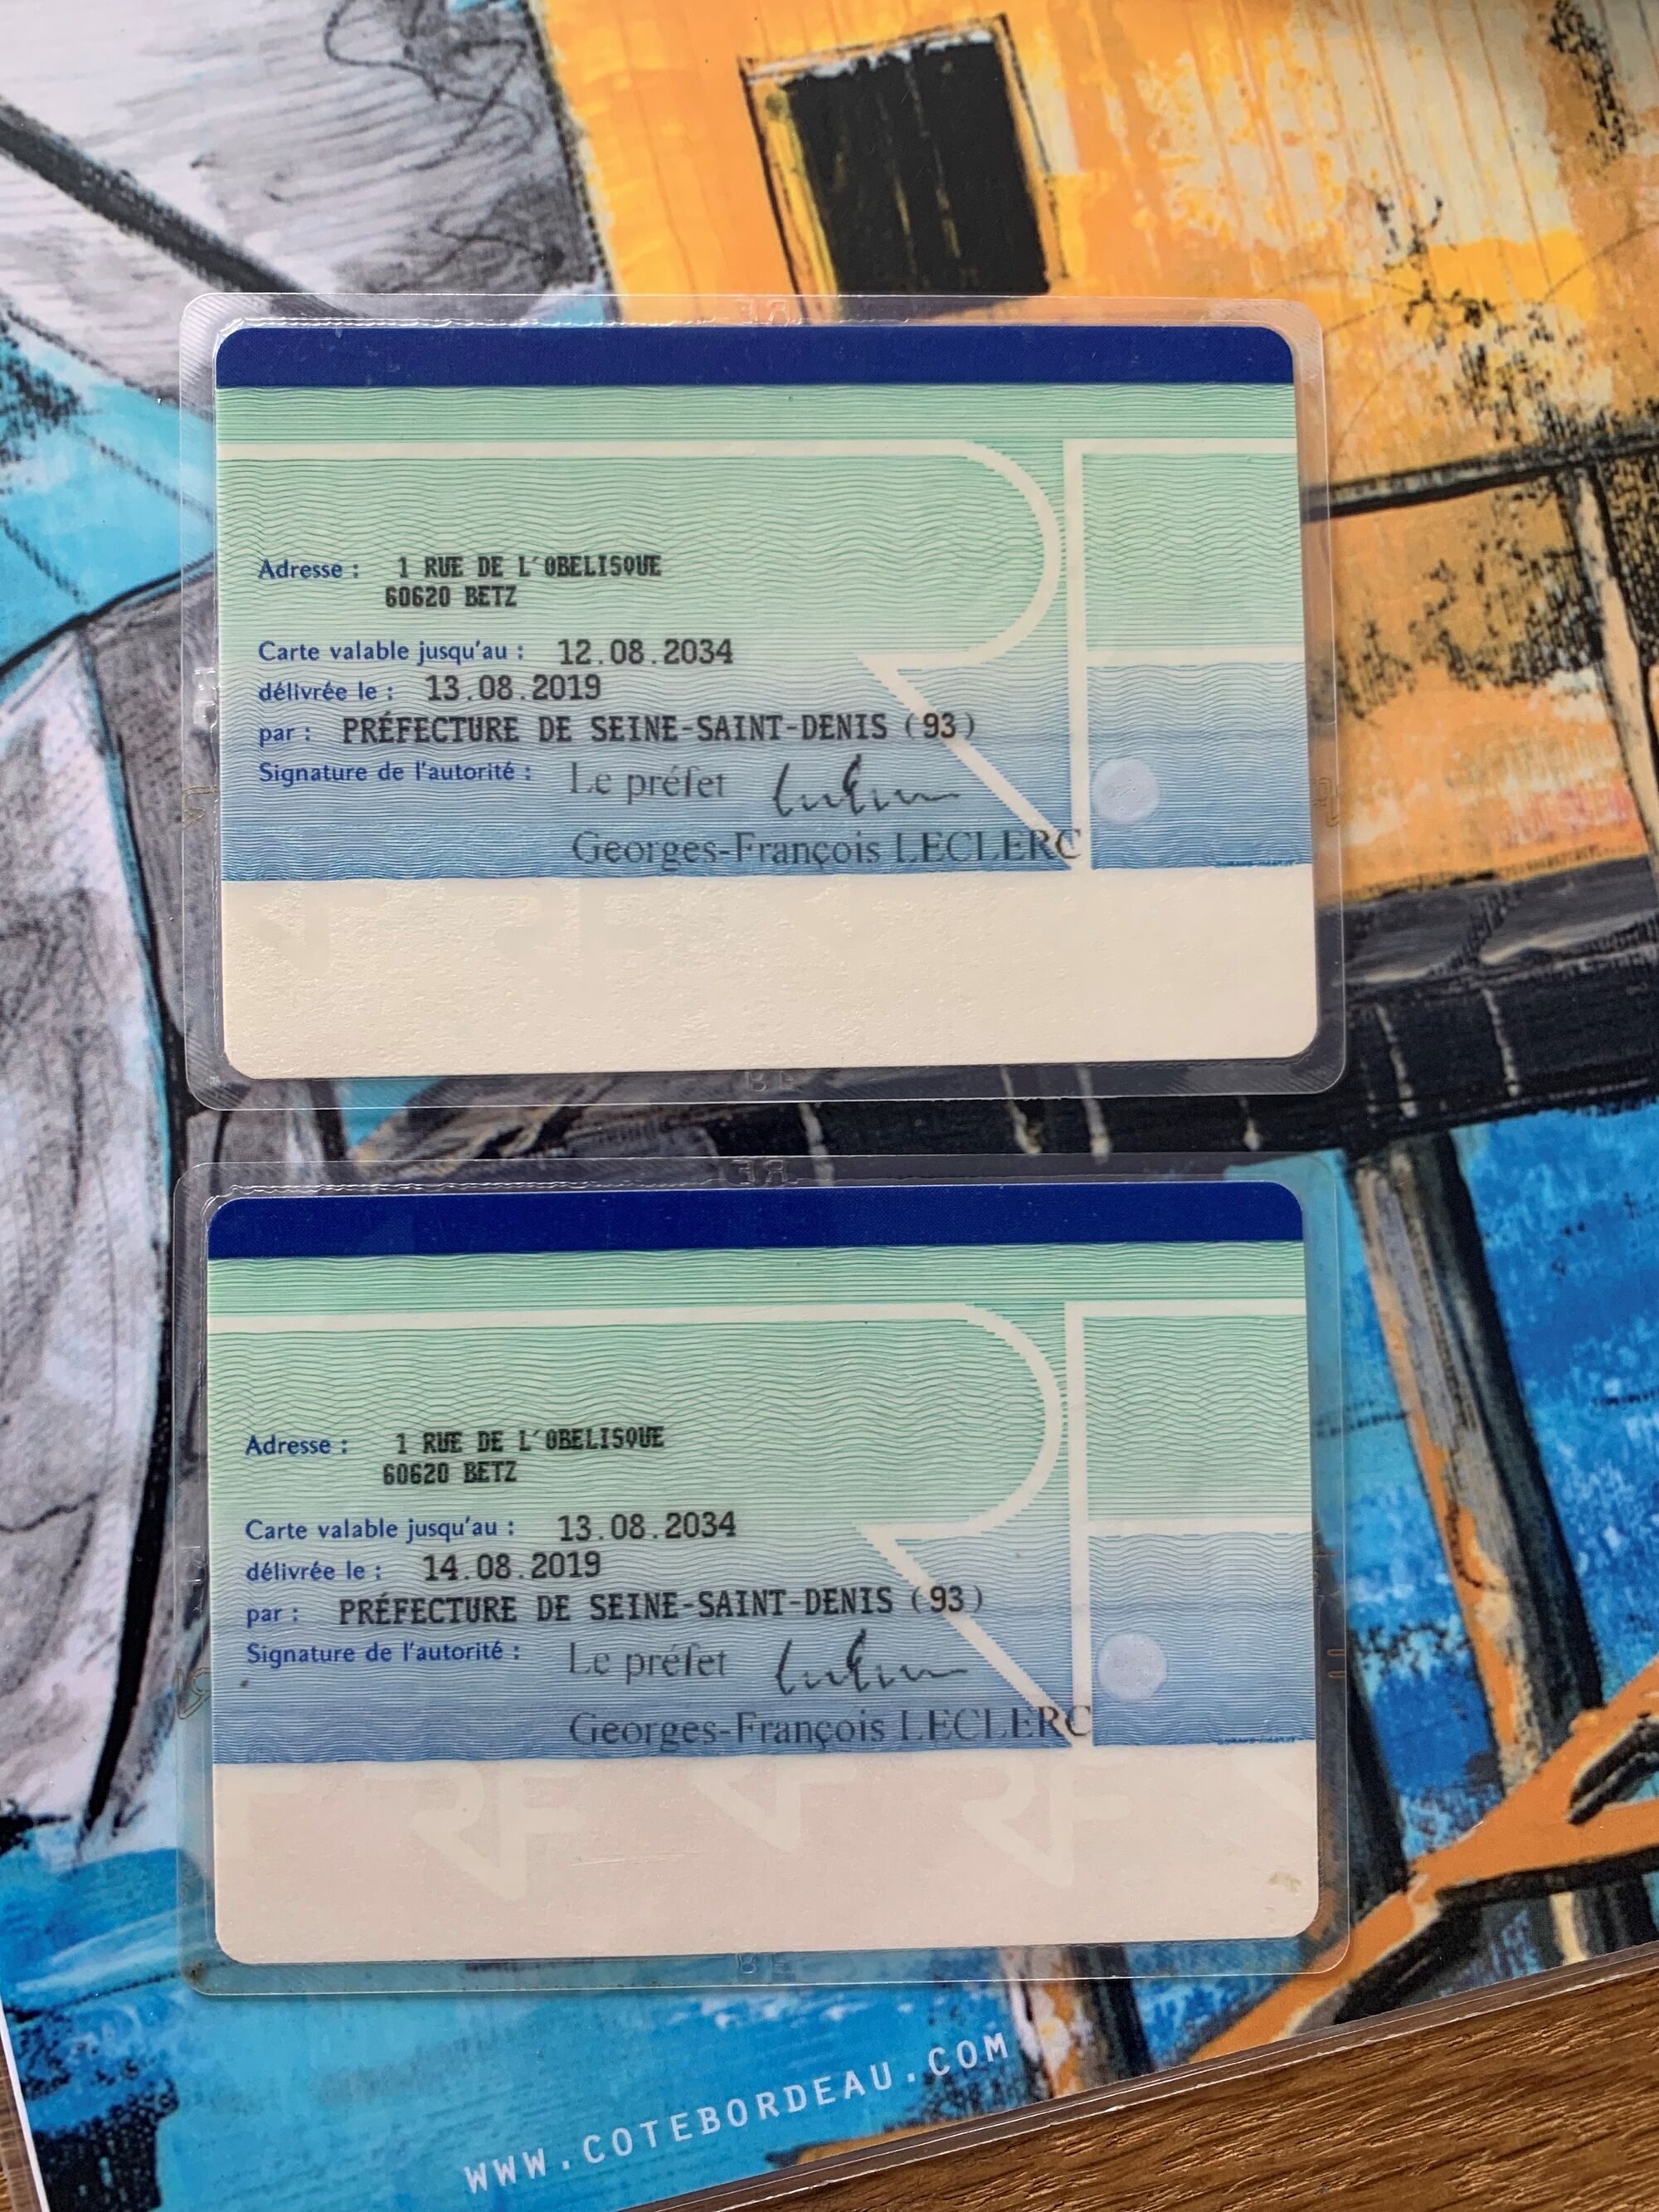 Adresse : 1 RUE DE L'OBELISQUE
60620 BETZ
Carte valable jusqu'au : 12.08.2034
délivrée le : 13.08.2019
par : PRÉFECTURE DE SEINE-SAINT-DENIS (93)
Signature de l'autorité : Le préfet
Georges-François LECLERC
RF
Adresse : 1 RUE DE L'OBELISQUE
60620 BETZ
Carte valable jusqu'au : 13.08.2034
délivrée le : 14.08.2019
par : PRÉFECTURE DE SEINE-SAINT-DENIS (93)
Signature de l'autorité : Le préfet
Georges-François LECLERC
RF
WWW.COTEBORDEAU.COM